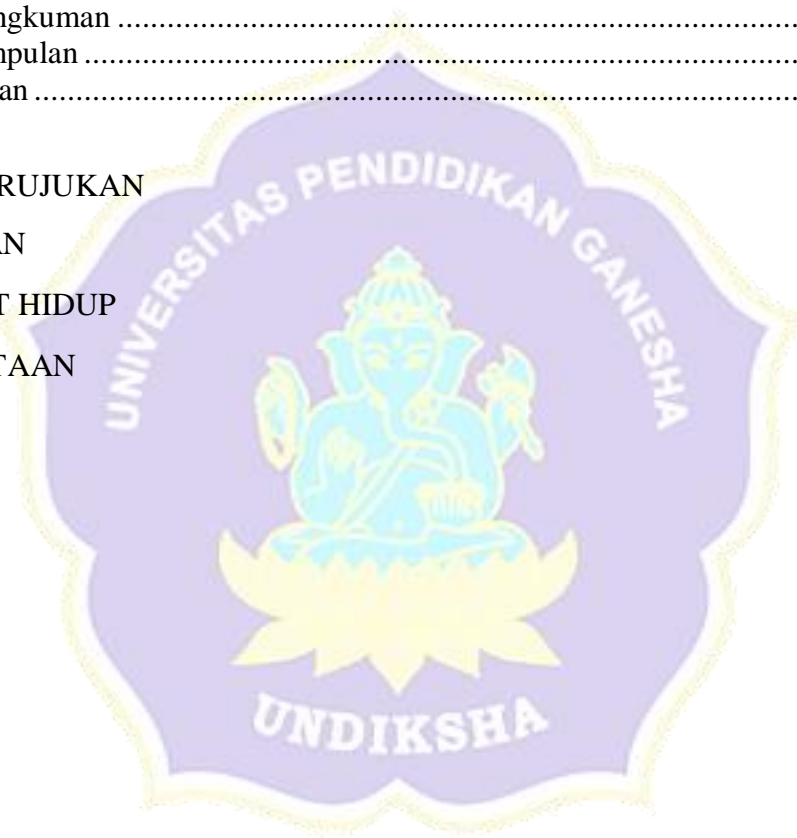 ngkuman ........................................................................................................
npulan ............................................................................................................
an ..................................................................................................................
RUJUKAN
AN
T HIDUP
TAAN
UNIVERSITAS PENDIDIKAN GANESHA
UNDIKSHA